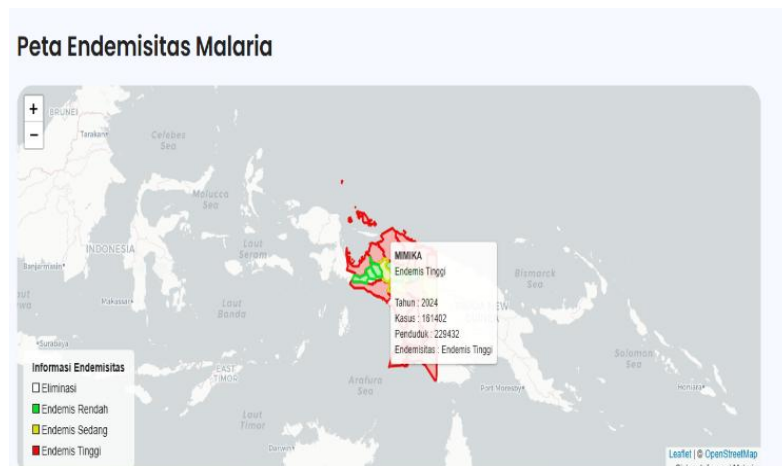 Peta Endemisitas Malaria
+
−
BRUNEI
Tarakan
Celebes
Sea
Molucca
Sea
INDONESIA
Laut
Seram
Banjarmasin
Makassar
Laut
Banda
Surabaya
EAST
TIMOR
Laut
Timor
Darwin
Arafura
Sea
Port Moresby
Bismarck
Sea
Solomon
Sea
Honiara
MIMIKA
Endemis Tinggi
Tahun : 2024
Kasus : 161402
Penduduk : 229432
Endemisitas : Endemis Tinggi
Informasi Endemisitas
Eliminasi
Endemis Rendah
Endemis Sedang
Endemis Tinggi
Leaflet | © OpenStreetMap